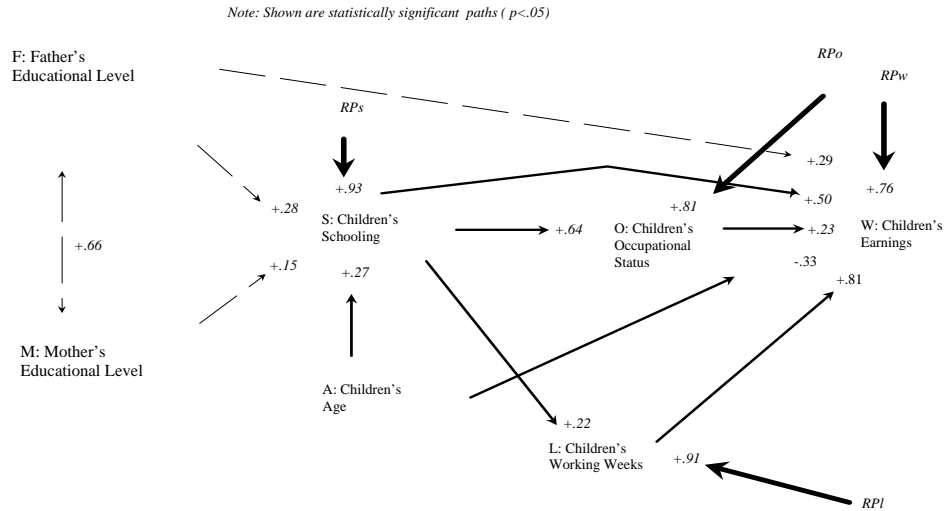 Note: Shown are statistically significant paths ( p<.05)
F: Father's
Educational Level
RPo
RPw
RPs
+.29
+.93
+.76
+.28
+.50
+.81
S: Children's
Schooling
+.64
O: Children's
Occupational
Status
+.23
W: Children's
Earnings
+.66
+.15
+.27
-.33
+.81
M: Mother's
Educational Level
A: Children's
Age
+.22
L: Children's
Working Weeks
+.91
RPl